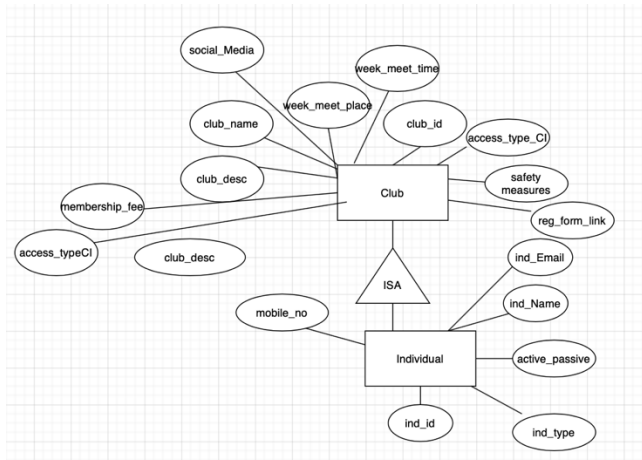 social_Media
week_meet_time
week_meet_place
club_name
club_id
access_type_CI
club_desc
Club
safety
measures
membership_fee
reg_form_link
access_typeCI
club_desc
ind_Email
ISA
ind_Name
mobile_no
Individual
active_passive
ind_id
ind_type